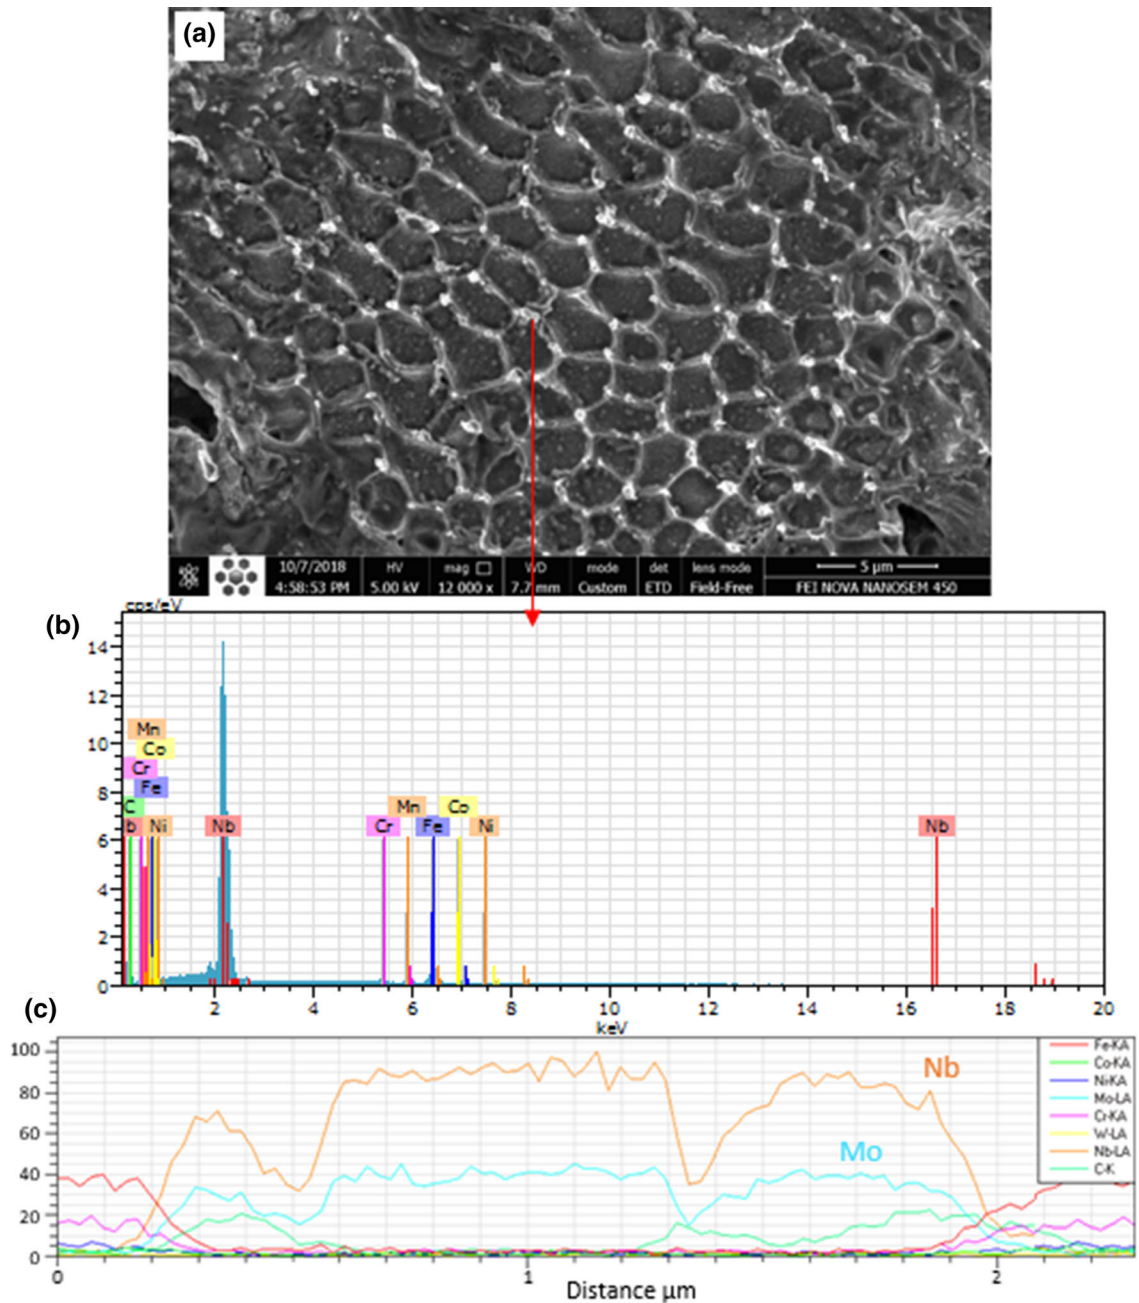 (a)
10/7/2018 HV mag WD mode det lens mode 5 μm
4:58:53 PM 5.00 kV 12 000 x 7.7 mm Custom ETD Field-Free FEI NOVA NANOSEM 450
(b)
cps/eV
14
12
10
8
6
4
2
0
Mn
Co
Cr
Fe
C
b Ni Nb
Mn Co
Cr Fe Ni Nb
2 4 6 8 10 12 14 16 18 20
keV
(c)
100
80
60
40
20
0
Nb
Mo
Fe-KA
Co-KA
Ni-KA
Mo-LA
Cr-KA
W-LA
Nb-LA
C-K
0 1 2
Distance μm